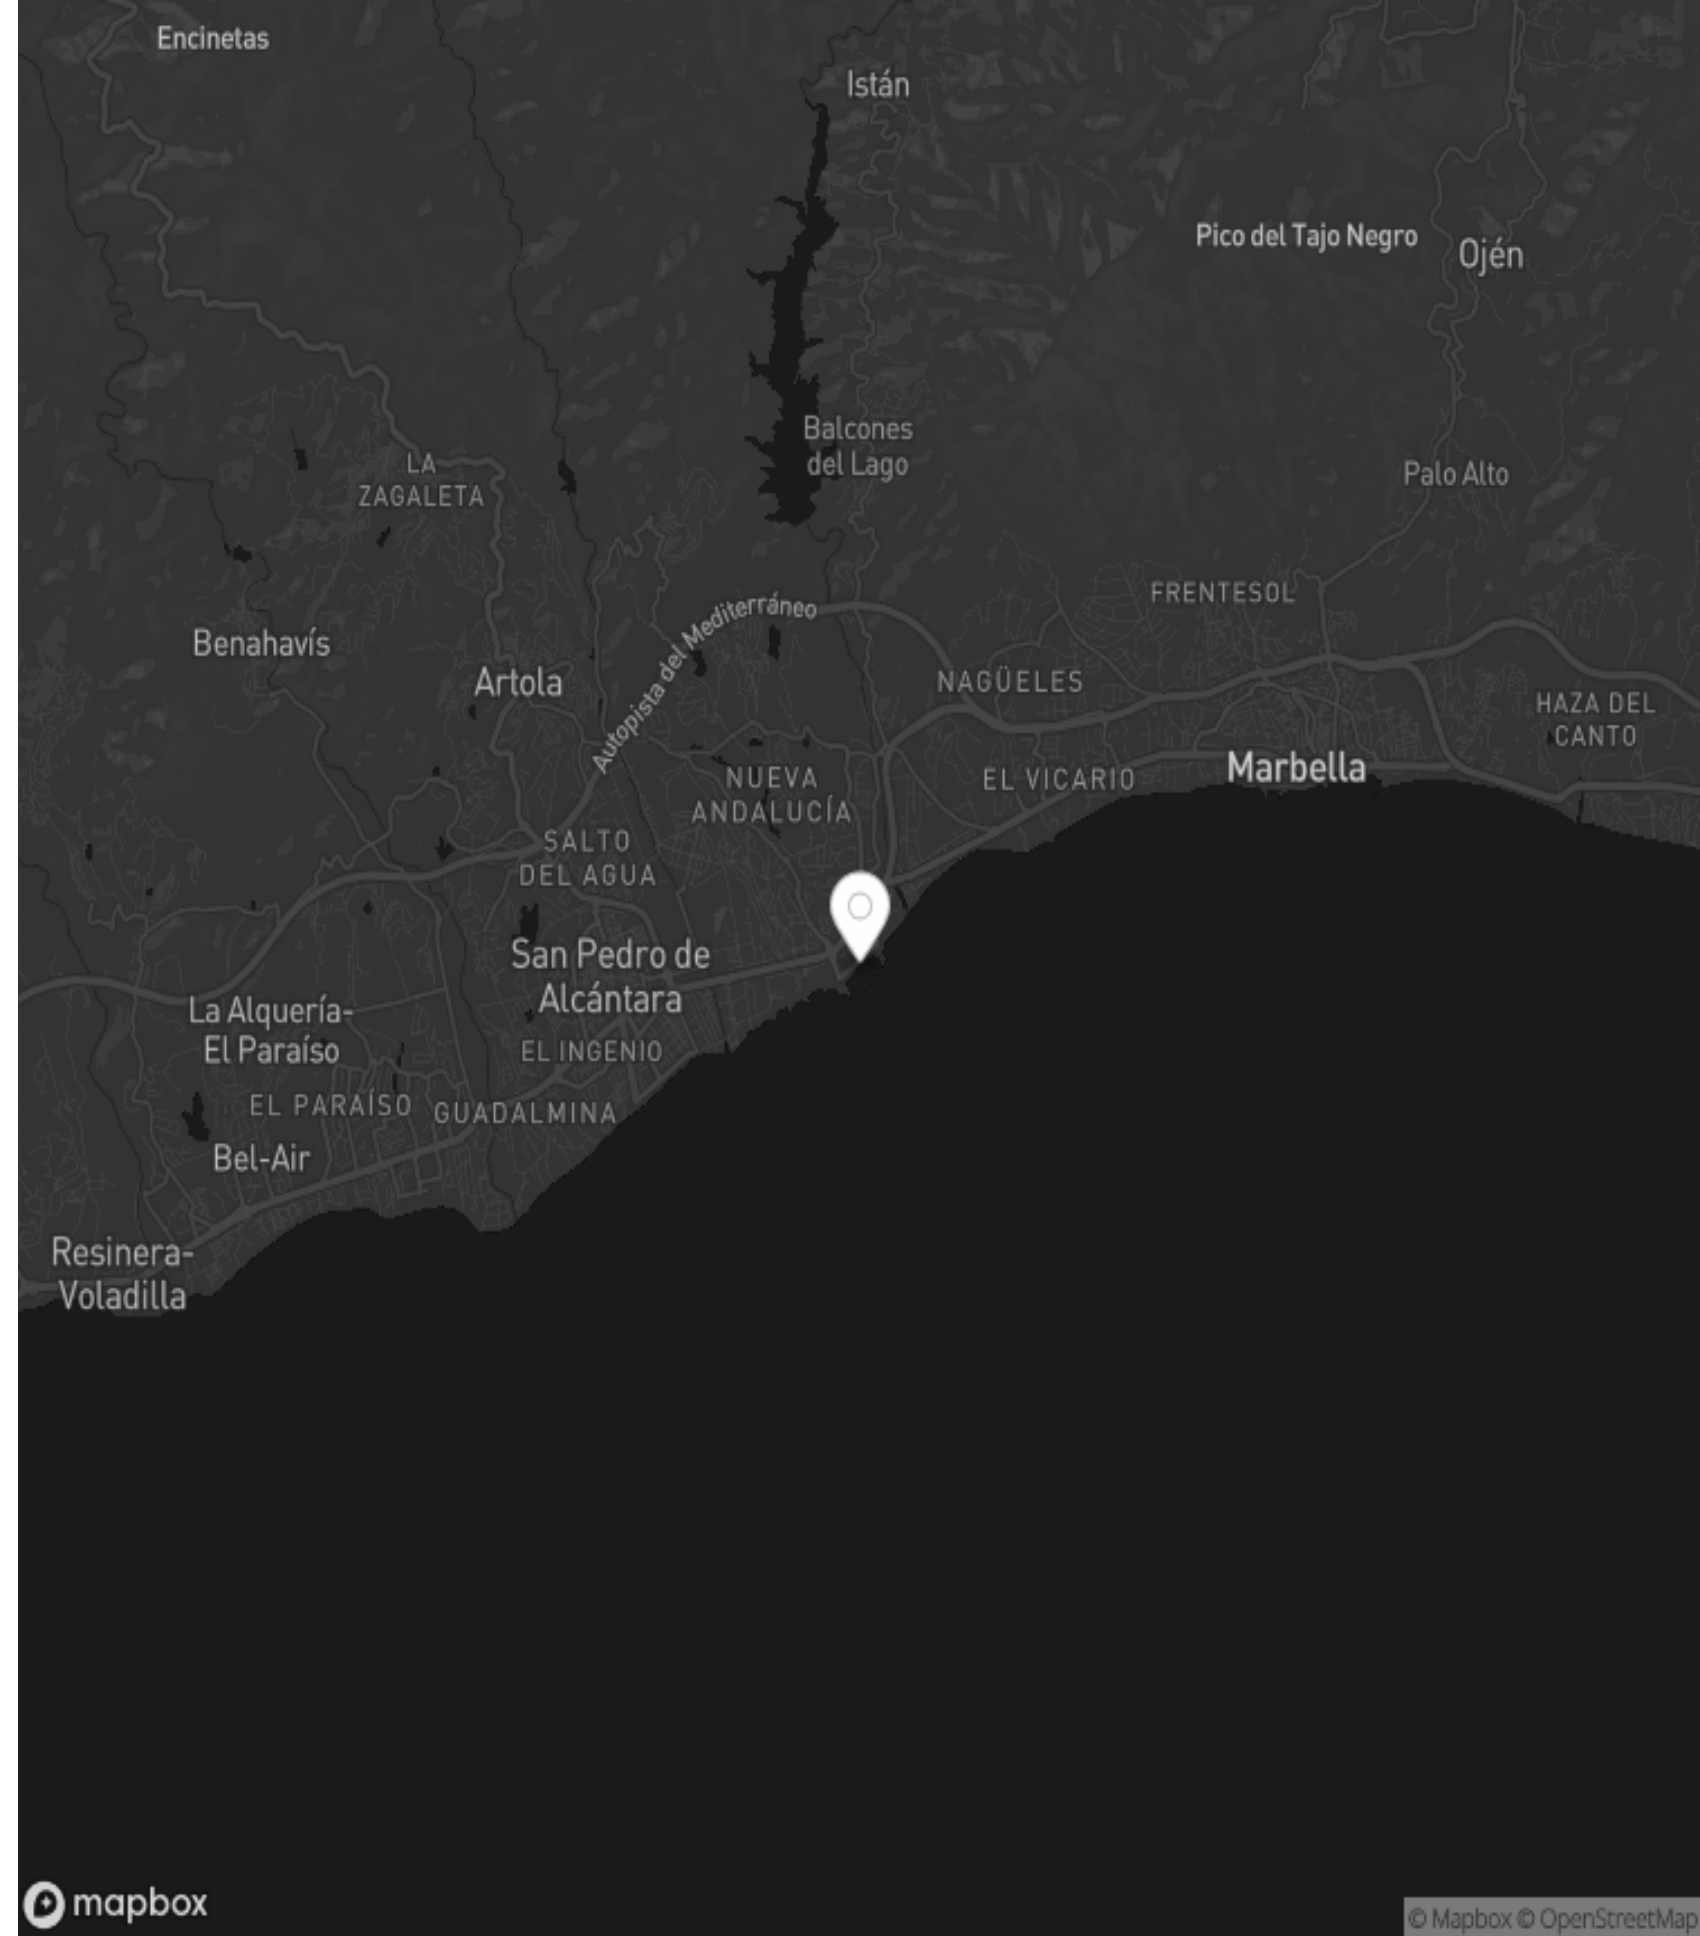 Encinetas
Istán
Pico del Tajo Negro
Ojén
Balcones
del Lago
LA
ZAGALETA
Palo Alto
FRENTESOL
Autopista del Mediterráneo
Benahavís
Artola
NAGÜELES
HAZA DEL
CANTO
NUEVA
ANDALUCÍA
EL VICARIO
Marbella
SALTO
DEL AGUA
San Pedro de
Alcántara
La Alquería-
El Paraíso
EL INGENIO
EL PARAÍSO
GUADALMINA
Bel-Air
Resinera-
Voladilla
mapbox
© Mapbox © OpenStreetMap